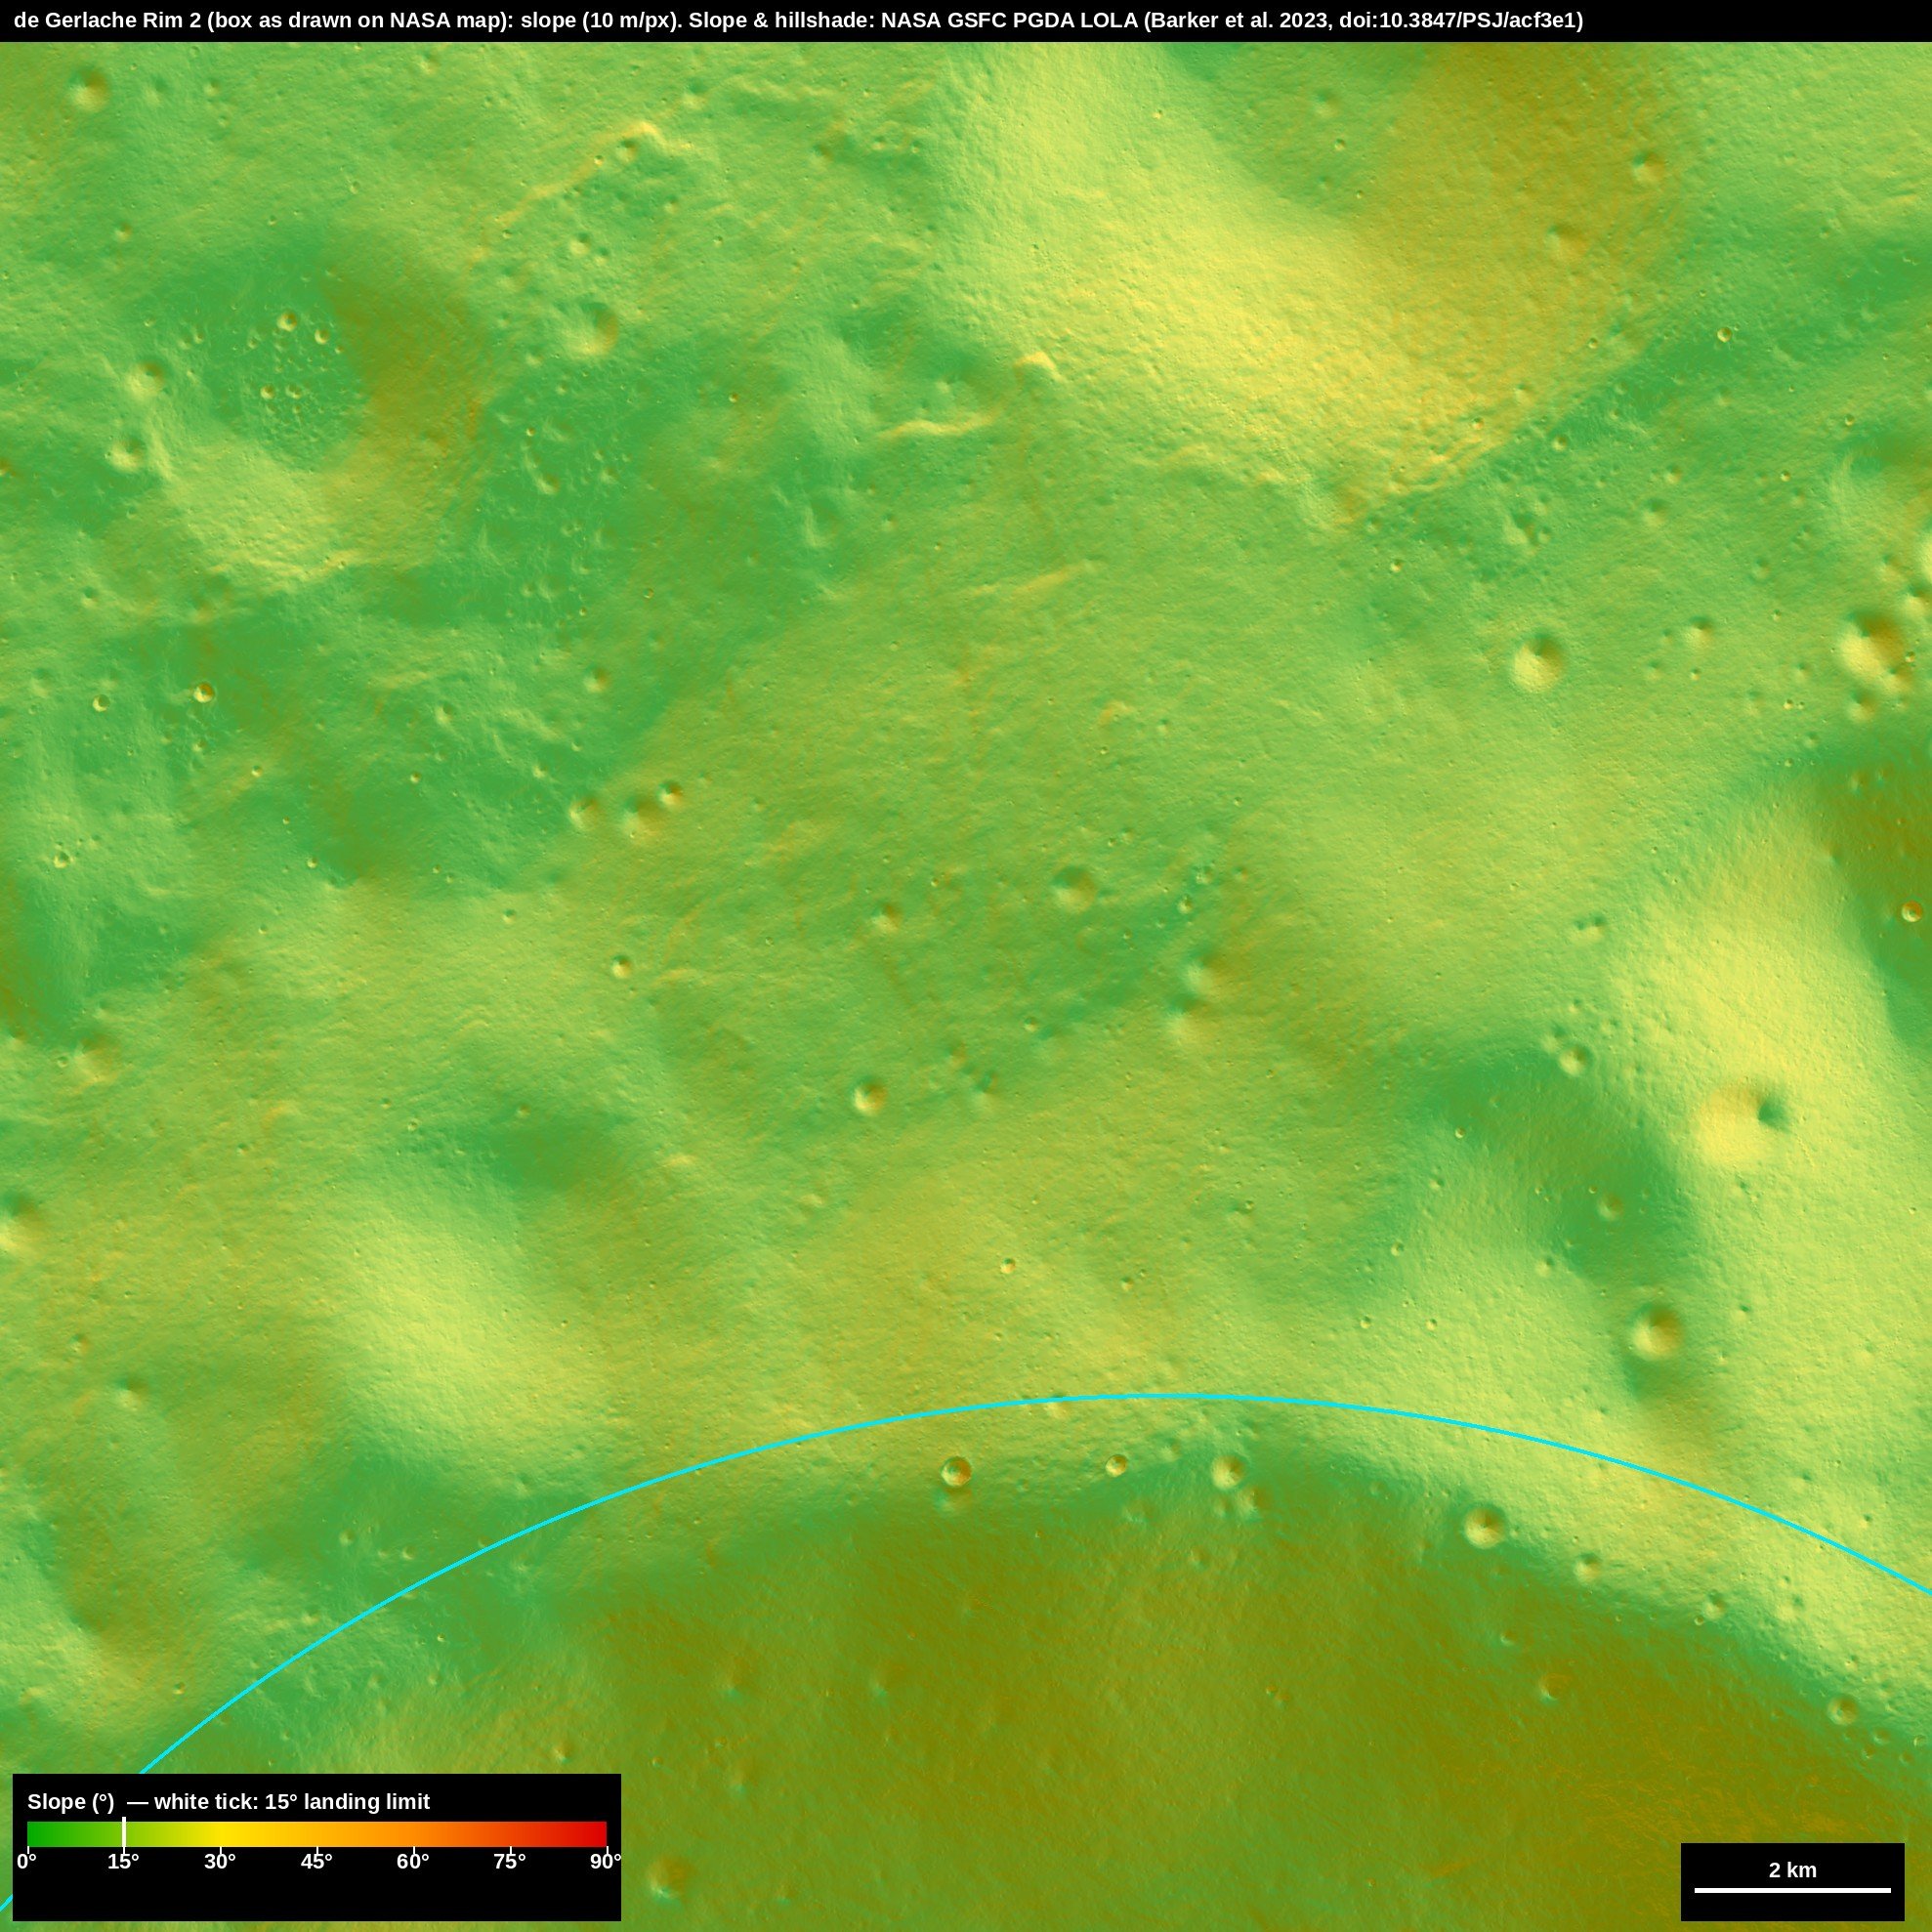 de Gerlache Rim 2 (box as drawn on NASA map): slope (10 m/px). Slope & hillshade: NASA GSFC PGDA LOLA (Barker et al. 2023, doi:10.3847/PSJ/acf3e1)
Slope (°) — white tick: 15° landing limit
0° 15° 30° 45° 60° 75° 90°
2 km